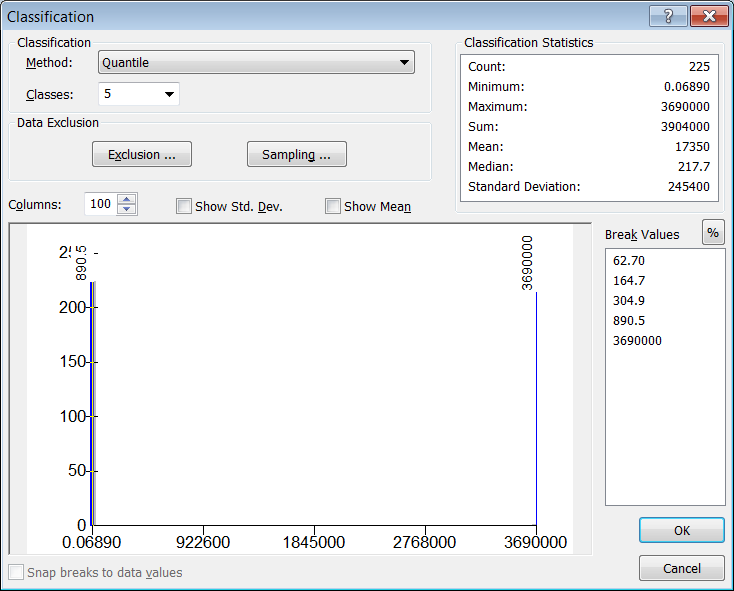 Classification
Classification
Method: Quantile
Classes: 5
Data Exclusion
Exclusion ...
Sampling ...
Classification Statistics
Count: 225
Minimum: 0.06890
Maximum: 3690000
Sum: 3904000
Mean: 17350
Median: 217.7
Standard Deviation: 245400
Columns: 100
Show Std. Dev.
Show Mean
890.5
3690000
200
150
100
50
0
0.06890 922600 1845000 2768000 3690000
Break Values
%
62.70
164.7
304.9
890.5
3690000
OK
Cancel
Snap breaks to data values